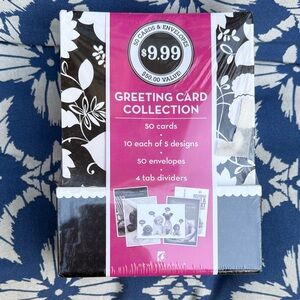 50 CARDS & ENVELOPES
$9.99
$50.00 VALUE!
GREETING CARD
COLLECTION
50 cards
•
10 each of 5 designs
•
50 envelopes
•
4 tab dividers